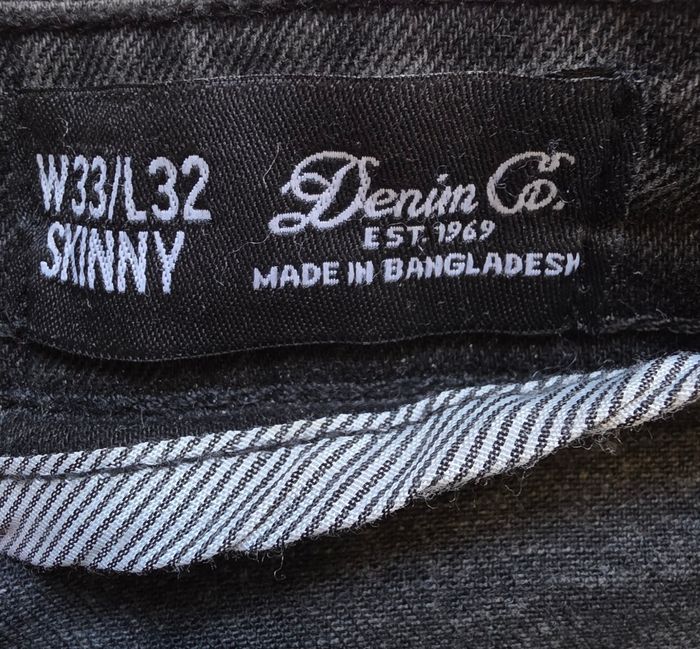 W33/L32
SKINNY
Denim Co.
EST. 1969
MADE IN BANGLADESH